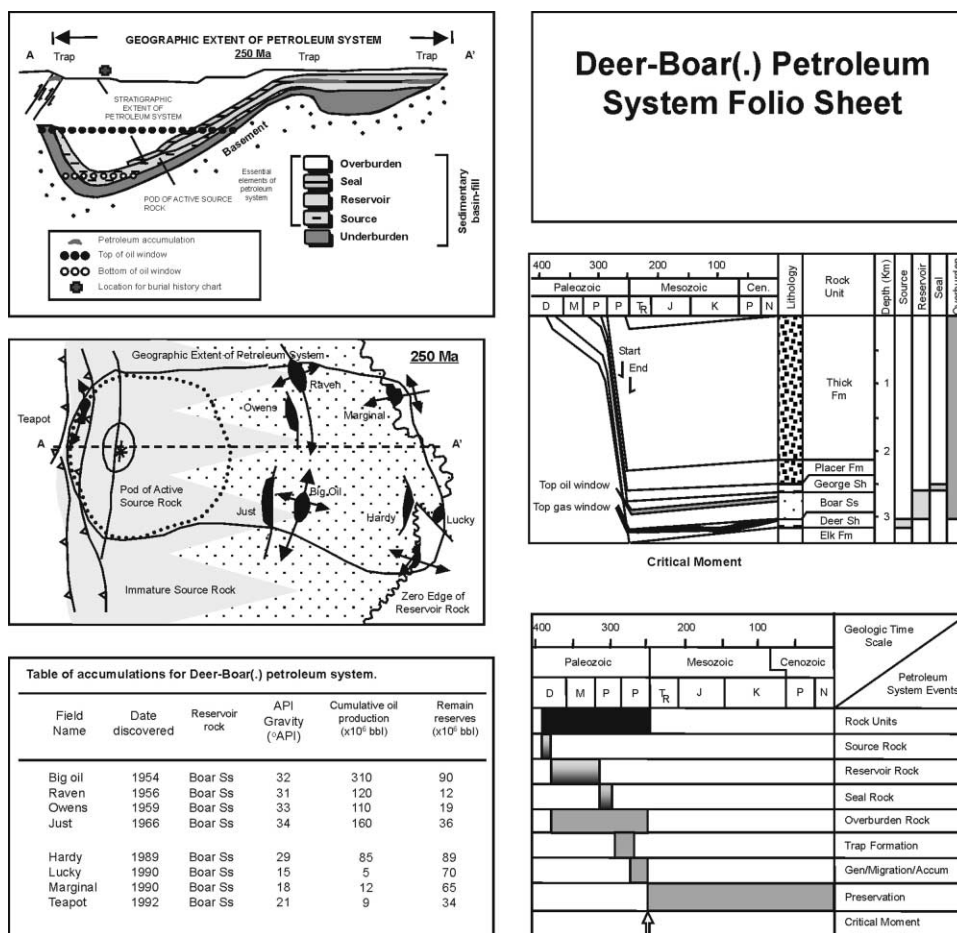 GEOGRAPHIC EXTENT OF PETROLEUM SYSTEM
A Trap 250 Ma Trap Trap A'
STRATIGRAPHIC
EXTENT OF
PETROLEUM SYSTEM
Basement
Essential
elements of
petroleum
system
POD OF ACTIVE SOURCE
ROCK
Overburden
Seal
Reservoir
Source
Underburden
Sedimentary
basin-fill
Petroleum accumulation
Top of oil window
Bottom of oil window
Location for burial history chart
Deer-Boar(.) Petroleum
System Folio Sheet
400 300 200 100
Paleozoic Mesozoic Cen.
D M P P TR J K P N
Lithology
Rock
Unit
Depth (Km)
Source
Reservoir
Seal
Overburden
Start
End
Thick
Fm
1
2
3
Placer Fm
George Sh
Boar Ss
Deer Sh
Elk Fm
Top oil window
Top gas window
Critical Moment
Geographic Extent of Petroleum System
250 Ma
Raven
Owens
Marginal
Teapot
A A'
Pod of Active
Source Rock
Big Oil
Just
Hardy
Lucky
Immature Source Rock
Zero Edge of
Reservoir Rock
Table of accumulations for Deer-Boar(.) petroleum system.
Field
Name
Date
discovered
Reservoir
rock
API
Gravity
(°API)
Cumulative oil
production
(x10⁶ bbl)
Remain
reserves
(x10⁶ bbl)
Big oil 1954 Boar Ss 32 310 90
Raven 1956 Boar Ss 31 120 12
Owens 1959 Boar Ss 33 110 19
Just 1966 Boar Ss 34 160 36
Hardy 1989 Boar Ss 29 85 89
Lucky 1990 Boar Ss 15 5 70
Marginal 1990 Boar Ss 18 12 65
Teapot 1992 Boar Ss 21 9 34
400 300 200 100
Geologic Time
Scale
Paleozoic Mesozoic Cenozoic
D M P P TR J K P N
Petroleum
System Events
Rock Units
Source Rock
Reservoir Rock
Seal Rock
Overburden Rock
Trap Formation
Gen/Migration/Accum
Preservation
Critical Moment